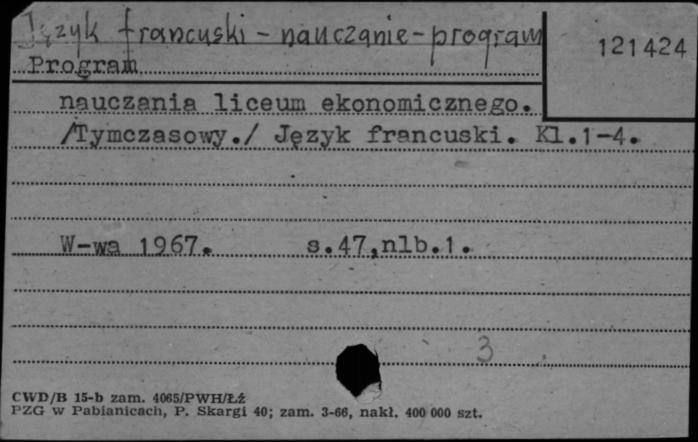 Język francuski - nauczanie - program
121424
Program
nauczania liceum ekonomicznego.
/Tymczasowy./ Język francuski. Kl.1-4.
W-wa 1967. s.47,nlb.1.
3
CWD/B 15-b zam. 4065/PWH/Łź
PZG w Pabianicach, P. Skargi 40; zam. 3-66, nakł. 400 000 szt.